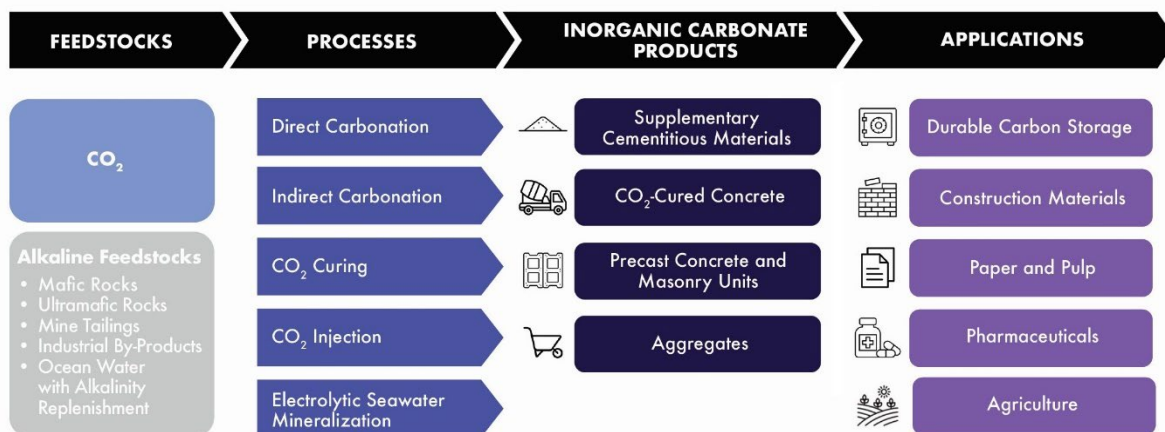 FEEDSTOCKS
PROCESSES
INORGANIC CARBONATE
PRODUCTS
APPLICATIONS
CO₂
Alkaline Feedstocks
• Mafic Rocks
• Ultramafic Rocks
• Mine Tailings
• Industrial By-Products
• Ocean Water
with Alkalinity
Replenishment
Direct Carbonation
Indirect Carbonation
CO₂ Curing
CO₂ Injection
Electrolytic Seawater
Mineralization
Supplementary
Cementitious Materials
CO₂-Cured Concrete
Precast Concrete and
Masonry Units
Aggregates
Durable Carbon Storage
Construction Materials
Paper and Pulp
Pharmaceuticals
Agriculture